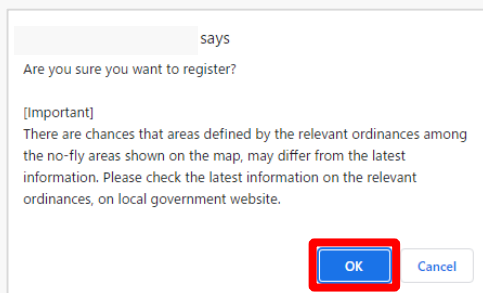 says
Are you sure you want to register?
[Important]
There are chances that areas defined by the relevant ordinances among
the no-fly areas shown on the map, may differ from the latest
information. Please check the latest information on the relevant
ordinances, on local government website.
OK Cancel